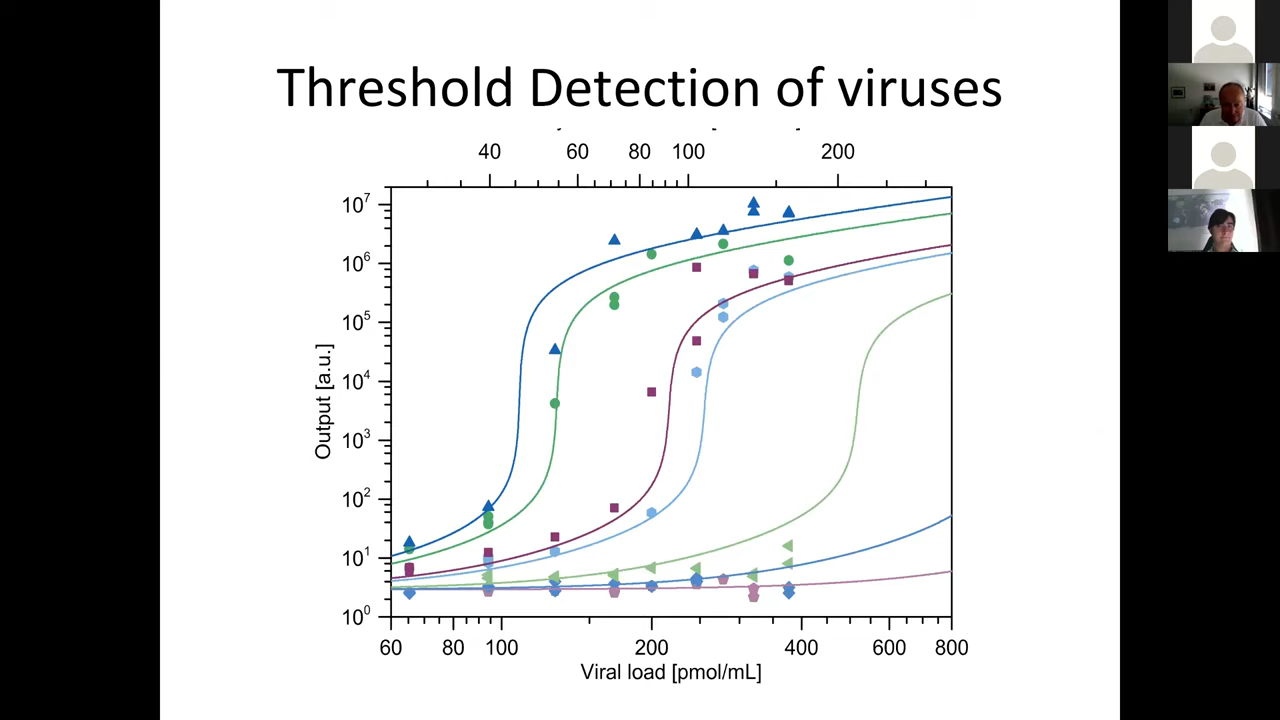 Threshold Detection of viruses
40 60 80 100 200
10^7
10^6
10^5
10^4
10^3
10^2
10^1
10^0
Output [a.u.]
60 80 100 200 400 600 800
Viral load [pmol/mL]